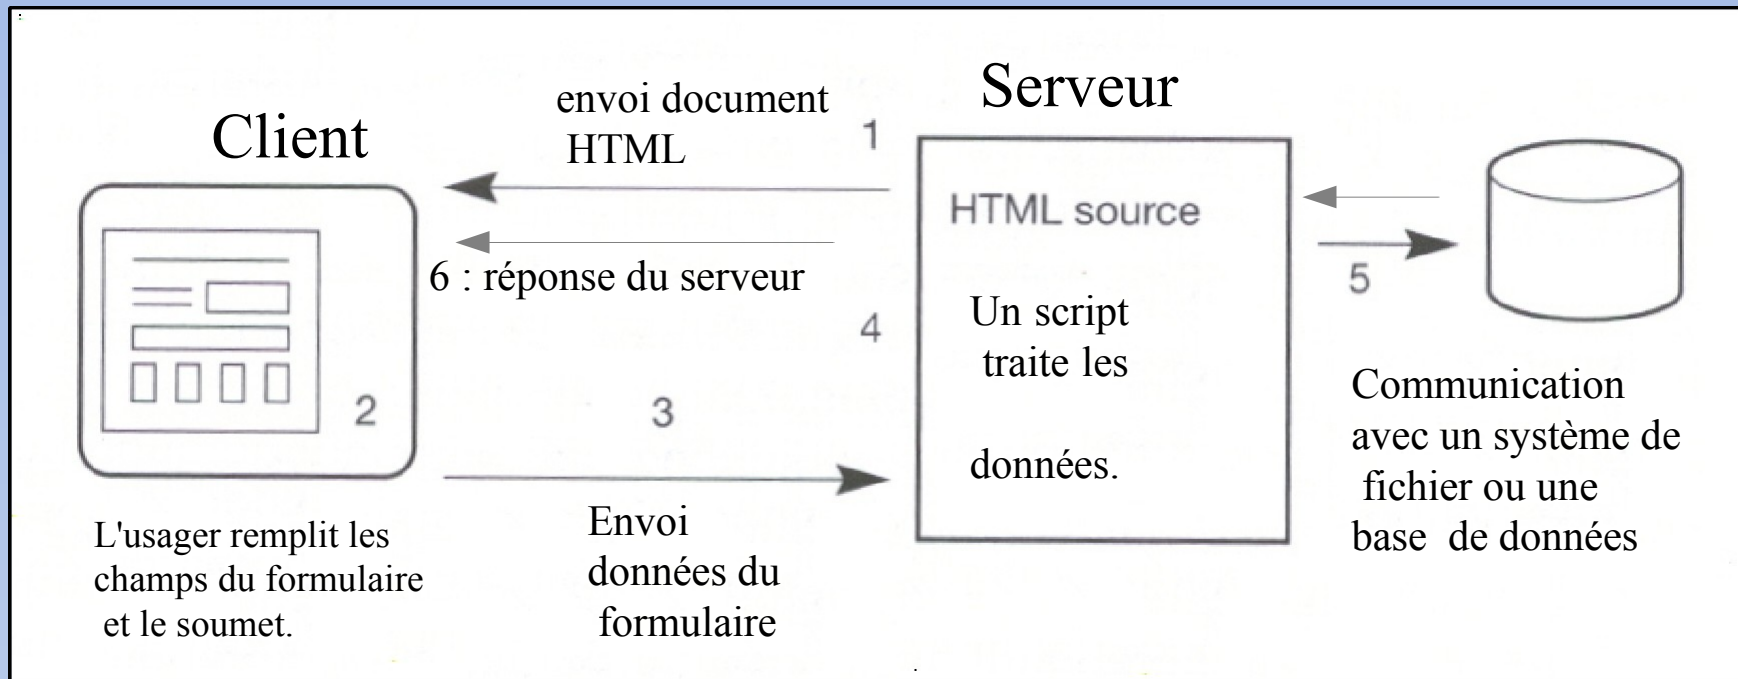 Client
envoi document
HTML
1
Serveur
6 : réponse du serveur
2
L'usager remplit les
champs du formulaire
et le soumet.
3
Envoi
données du
formulaire
4
HTML source
Un script
traite les
données.
5
Communication
avec un système de
fichier ou une
base de données